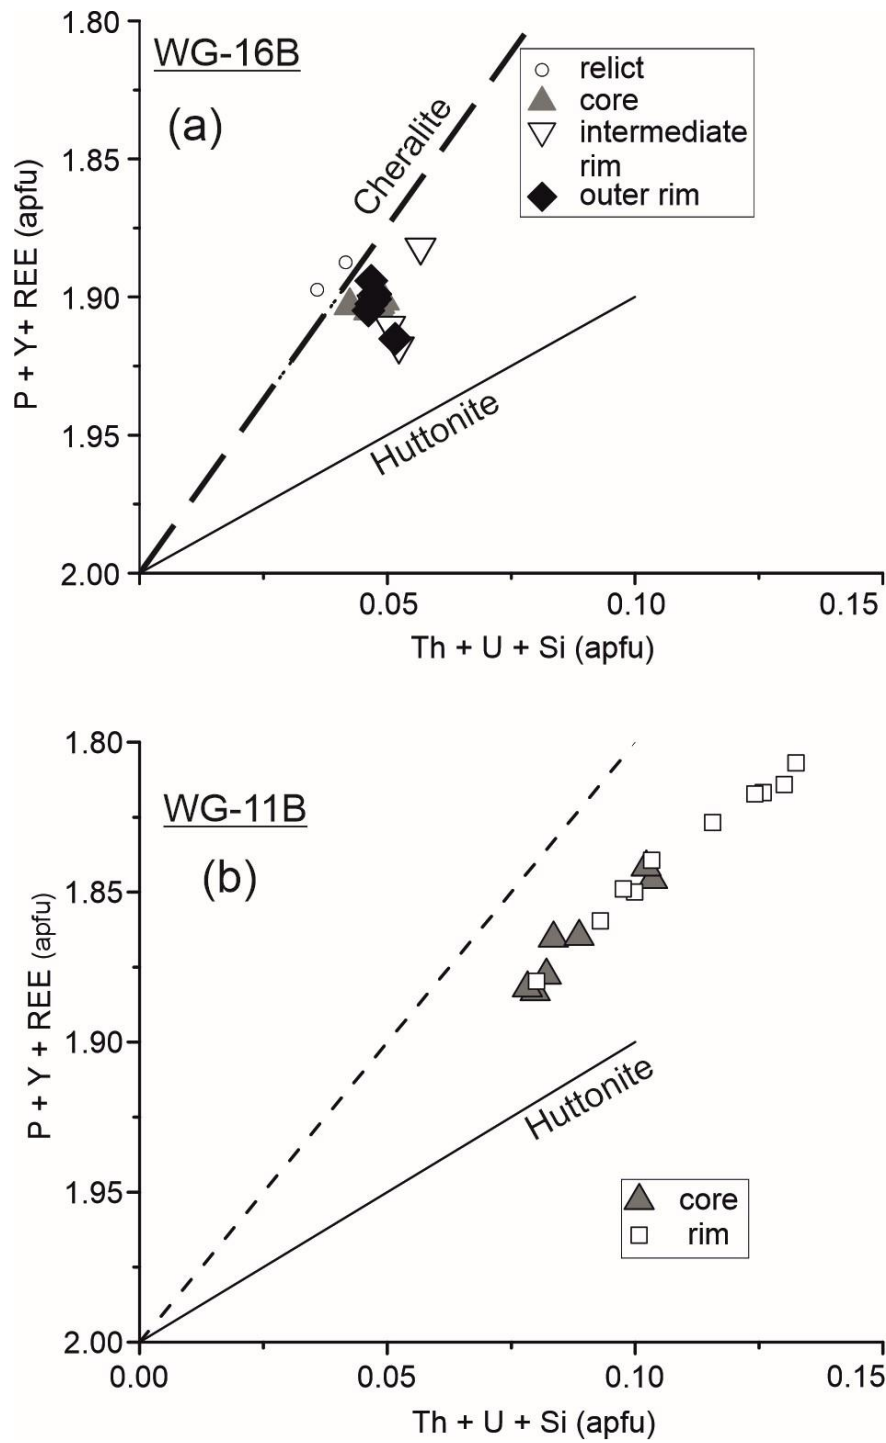 WG-16B
(a)
relict
core
intermediate
rim
outer rim
Cheralite
Huttonite
P + Y+ REE (apfu)
1.80
1.85
1.90
1.95
2.00
0.05
0.10
0.15
Th + U + Si (apfu)
WG-11B
(b)
Huttonite
core
rim
P + Y + REE (apfu)
1.80
1.85
1.90
1.95
2.00
0.00
0.05
0.10
0.15
Th + U + Si (apfu)